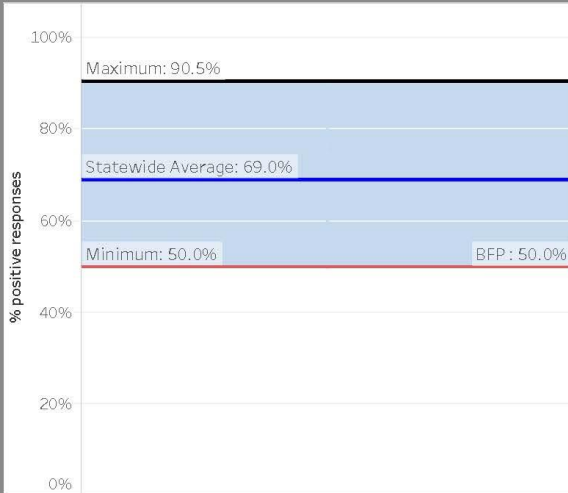 100%
Maximum: 90.5%
80%
Statewide Average: 69.0%
60%
Minimum: 50.0%
BFP : 50.0%
40%
20%
0%
% positive responses